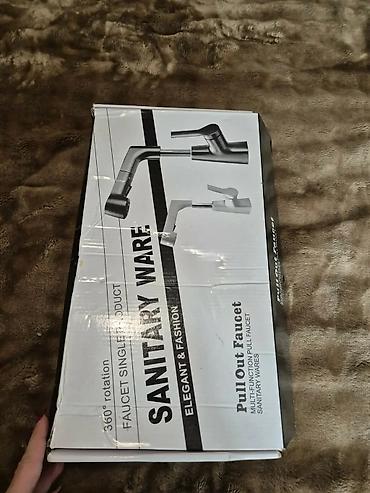 360° rotation
FAUCET SINGLE PRODUCT
SANITARY WARE
ELEGANT & FASHION
Pull Out Faucet
MULTI-FUNCTION PULL FAUCET
SANITARY WARES
Pull Out Faucet